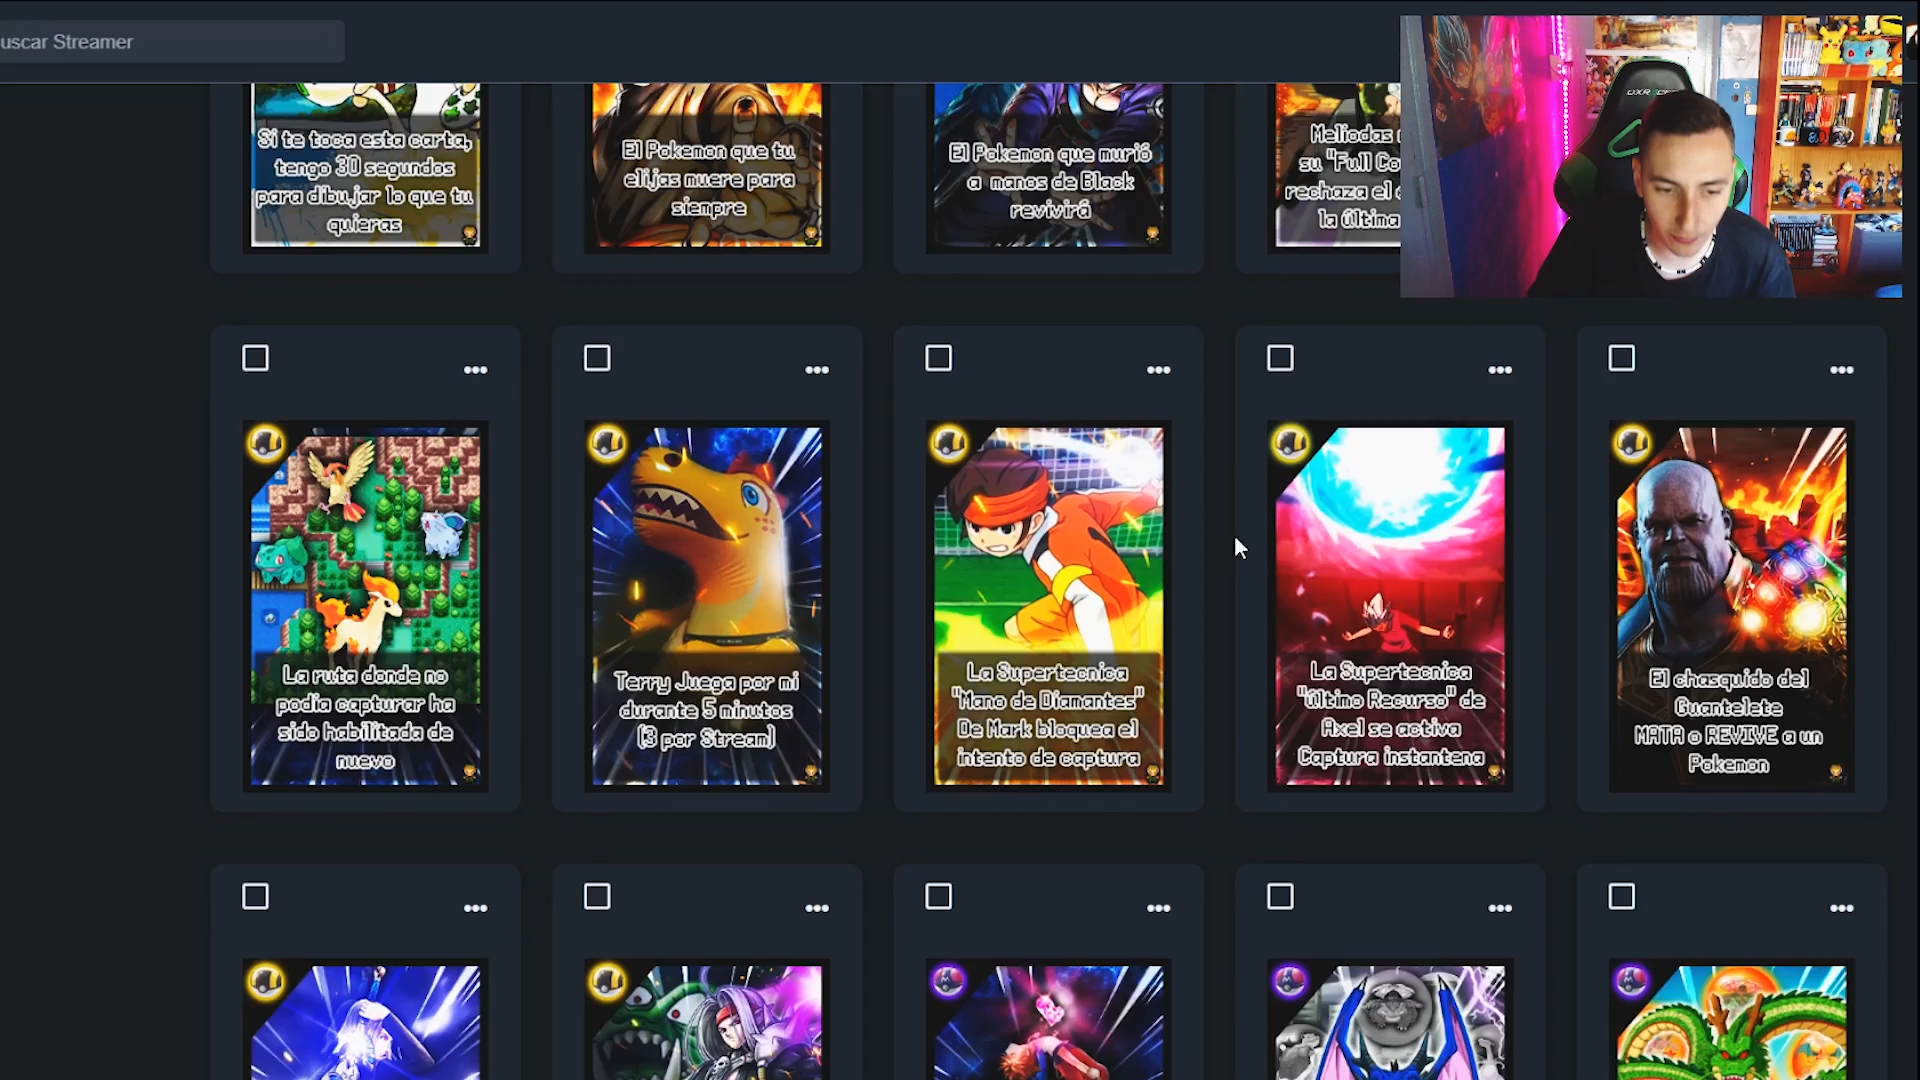 uscar Streamer
DXRACER
Si te toca esta carta,
tengo 30 segundos
para dibujar lo que tu
quieras
El Pokemon que tu
elijas muere para
siempre
El Pokemon que murió
a manos de Black
revivirá
Meliodas
su "Full Co
rechaza el
la última
La ruta donde no
podia capturar ha
sido habilitada de
nuevo
Terry Juega por mi
durante 5 minutos
(3 por Stream)
La Supertecnica
"Mano de Diamantes"
De Mark bloquea el
intento de captura
La Supertecnica
"Último Recurso" de
Axel se activa
Captura instantena
El chasquido del
Guantelete
MATA o REVIVE a un
Pokemon